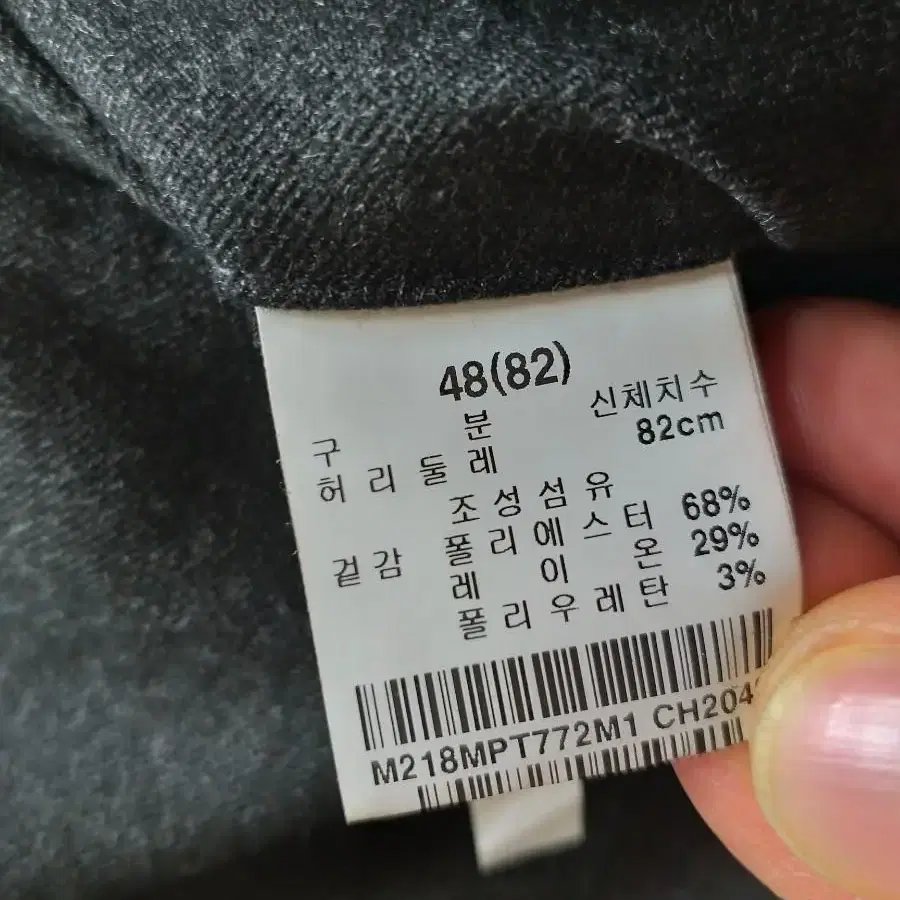 48(82)
구 분 신체치수
허 리 둘 레 82cm
조 성 섬 유
겉감 폴 리 에 스 터 68%
레 이 온 29%
폴 리 우 레 탄 3%
M218MPT772M1 CH204